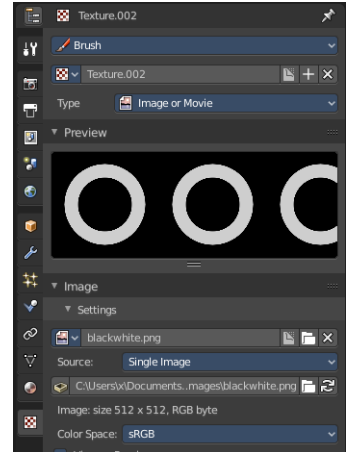 Texture.002
Brush
Texture.002
Type Image or Movie
Preview
Image
Settings
blackwhite.png
Source: Single Image
C:\Users\x\Documents..mages\blackwhite.png
Image: size 512 x 512, RGB byte
Color Space: sRGB